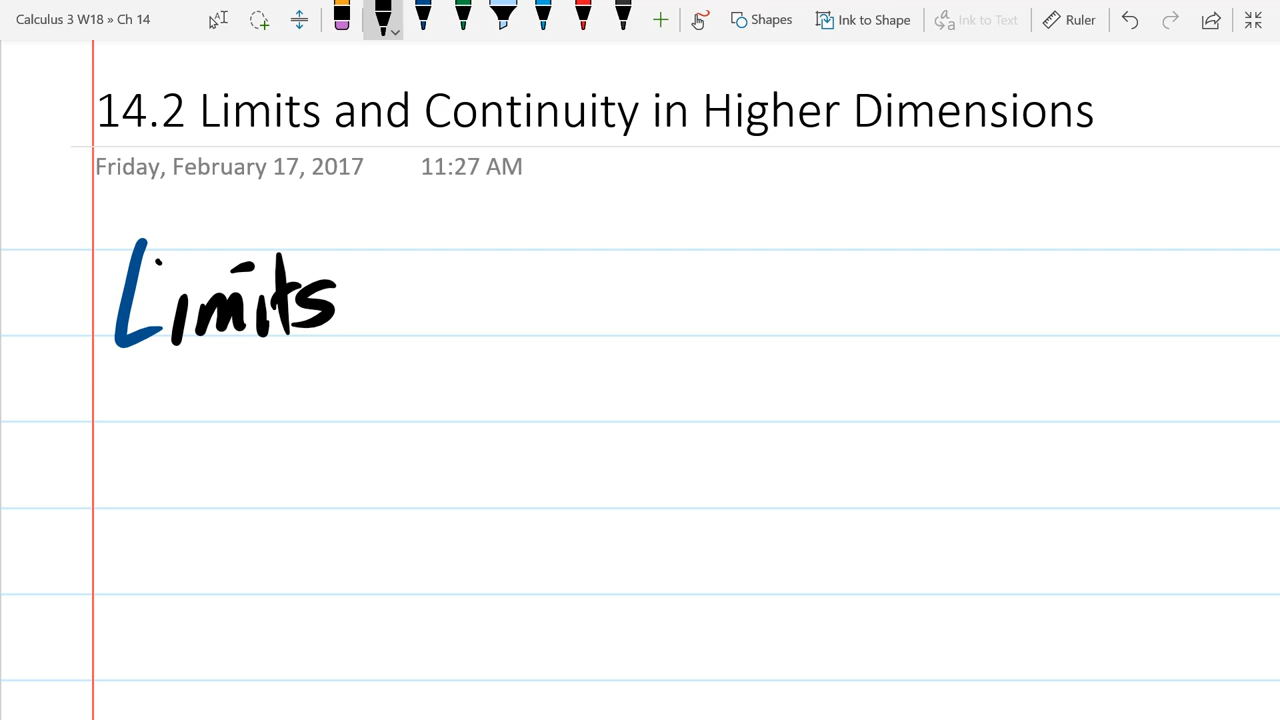 Calculus 3 W18 » Ch 14 Shapes Ink to Shape Ink to Text Ruler
14.2 Limits and Continuity in Higher Dimensions
Friday, February 17, 2017 11:27 AM
Limits